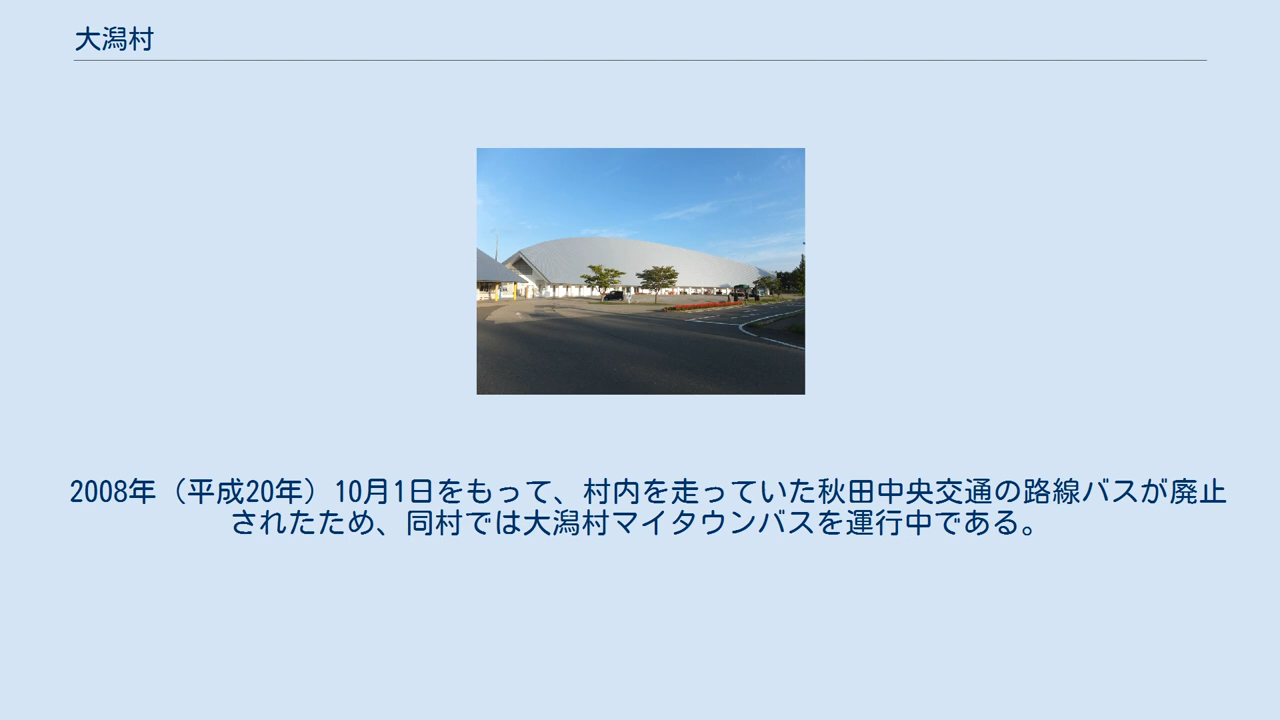 大潟村
2008年（平成20年）10月1日をもって、村内を走っていた秋田中央交通の路線バスが廃止
されたため、同村では大潟村マイタウンバスを運行中である。